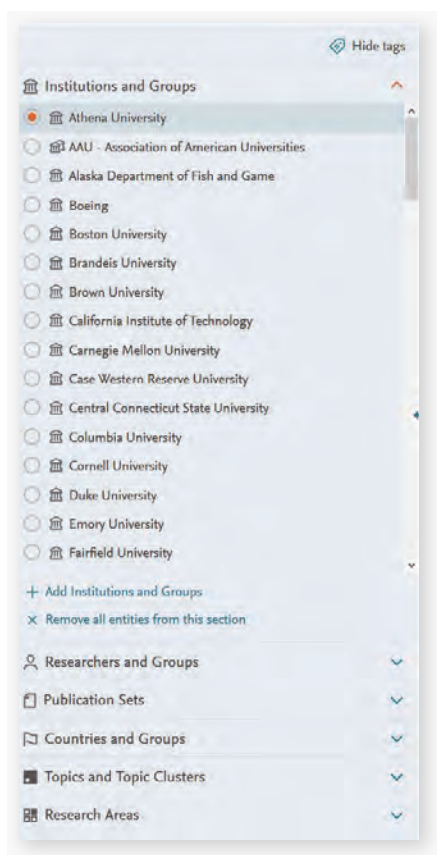 Hide tags
Institutions and Groups
Athena University
AAU - Association of American Universities
Alaska Department of Fish and Game
Boeing
Boston University
Brandeis University
Brown University
California Institute of Technology
Carnegie Mellon University
Case Western Reserve University
Central Connecticut State University
Columbia University
Cornell University
Duke University
Emory University
Fairfield University
+ Add Institutions and Groups
x Remove all entities from this section
Researchers and Groups
Publication Sets
Countries and Groups
Topics and Topic Clusters
Research Areas